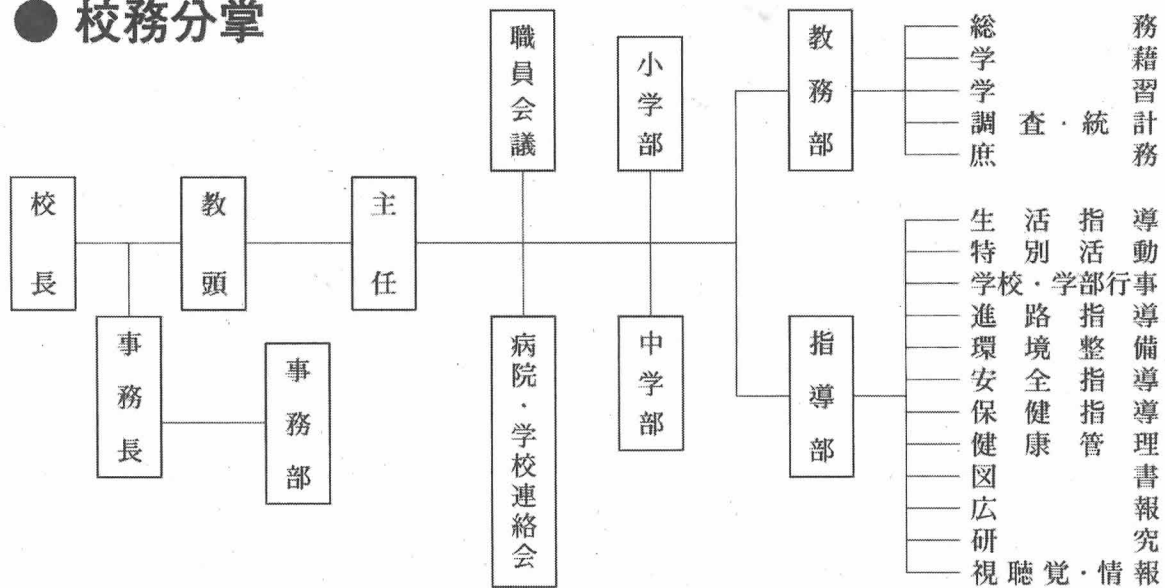 ● 校務分掌
校長
教頭
主任
事務長
事務部
職員会議
病院・学校連絡会
小学部
中学部
教務部
総務
学籍
学習
調査・統計
庶務
指導部
生活指導
特別活動
学校・学部行事
進路指導
環境整備
安全指導
保健指導
健康管理
図書
広報
研究
視聴覚・情報